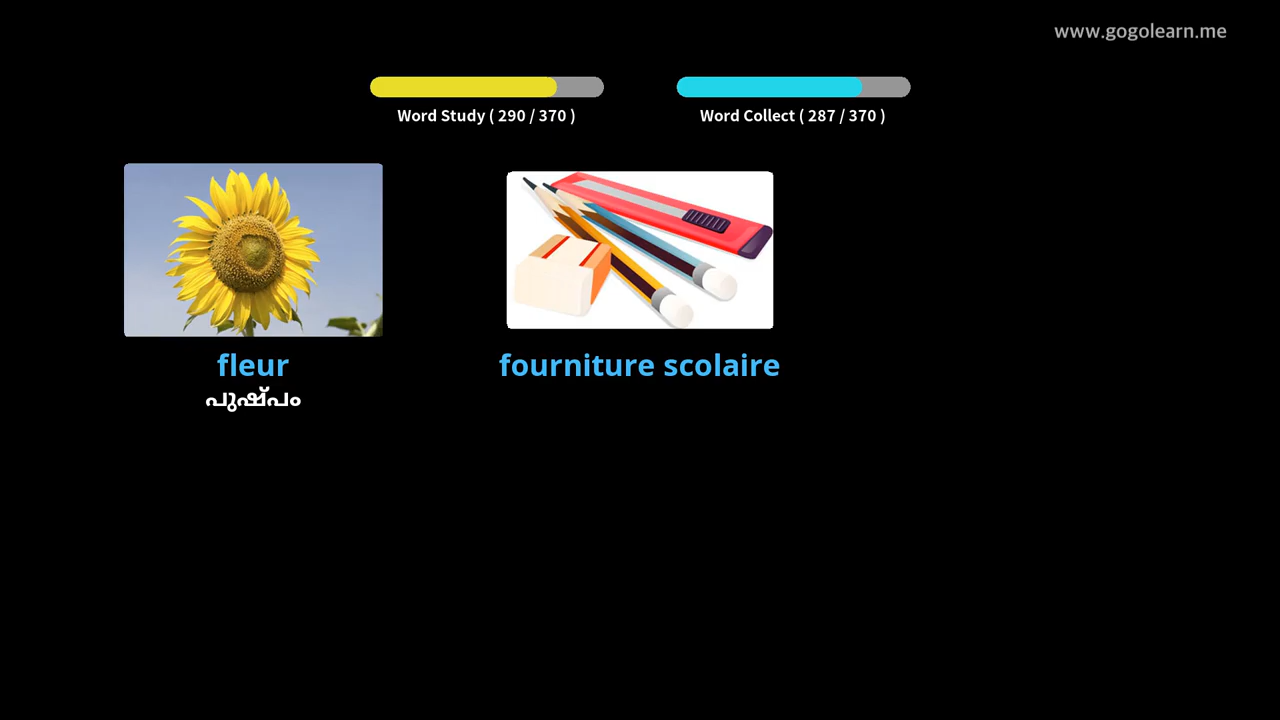 www.gogolearn.me
Word Study ( 290 / 370 )
Word Collect ( 287 / 370 )
fleur
fourniture scolaire
പുഷ്പം